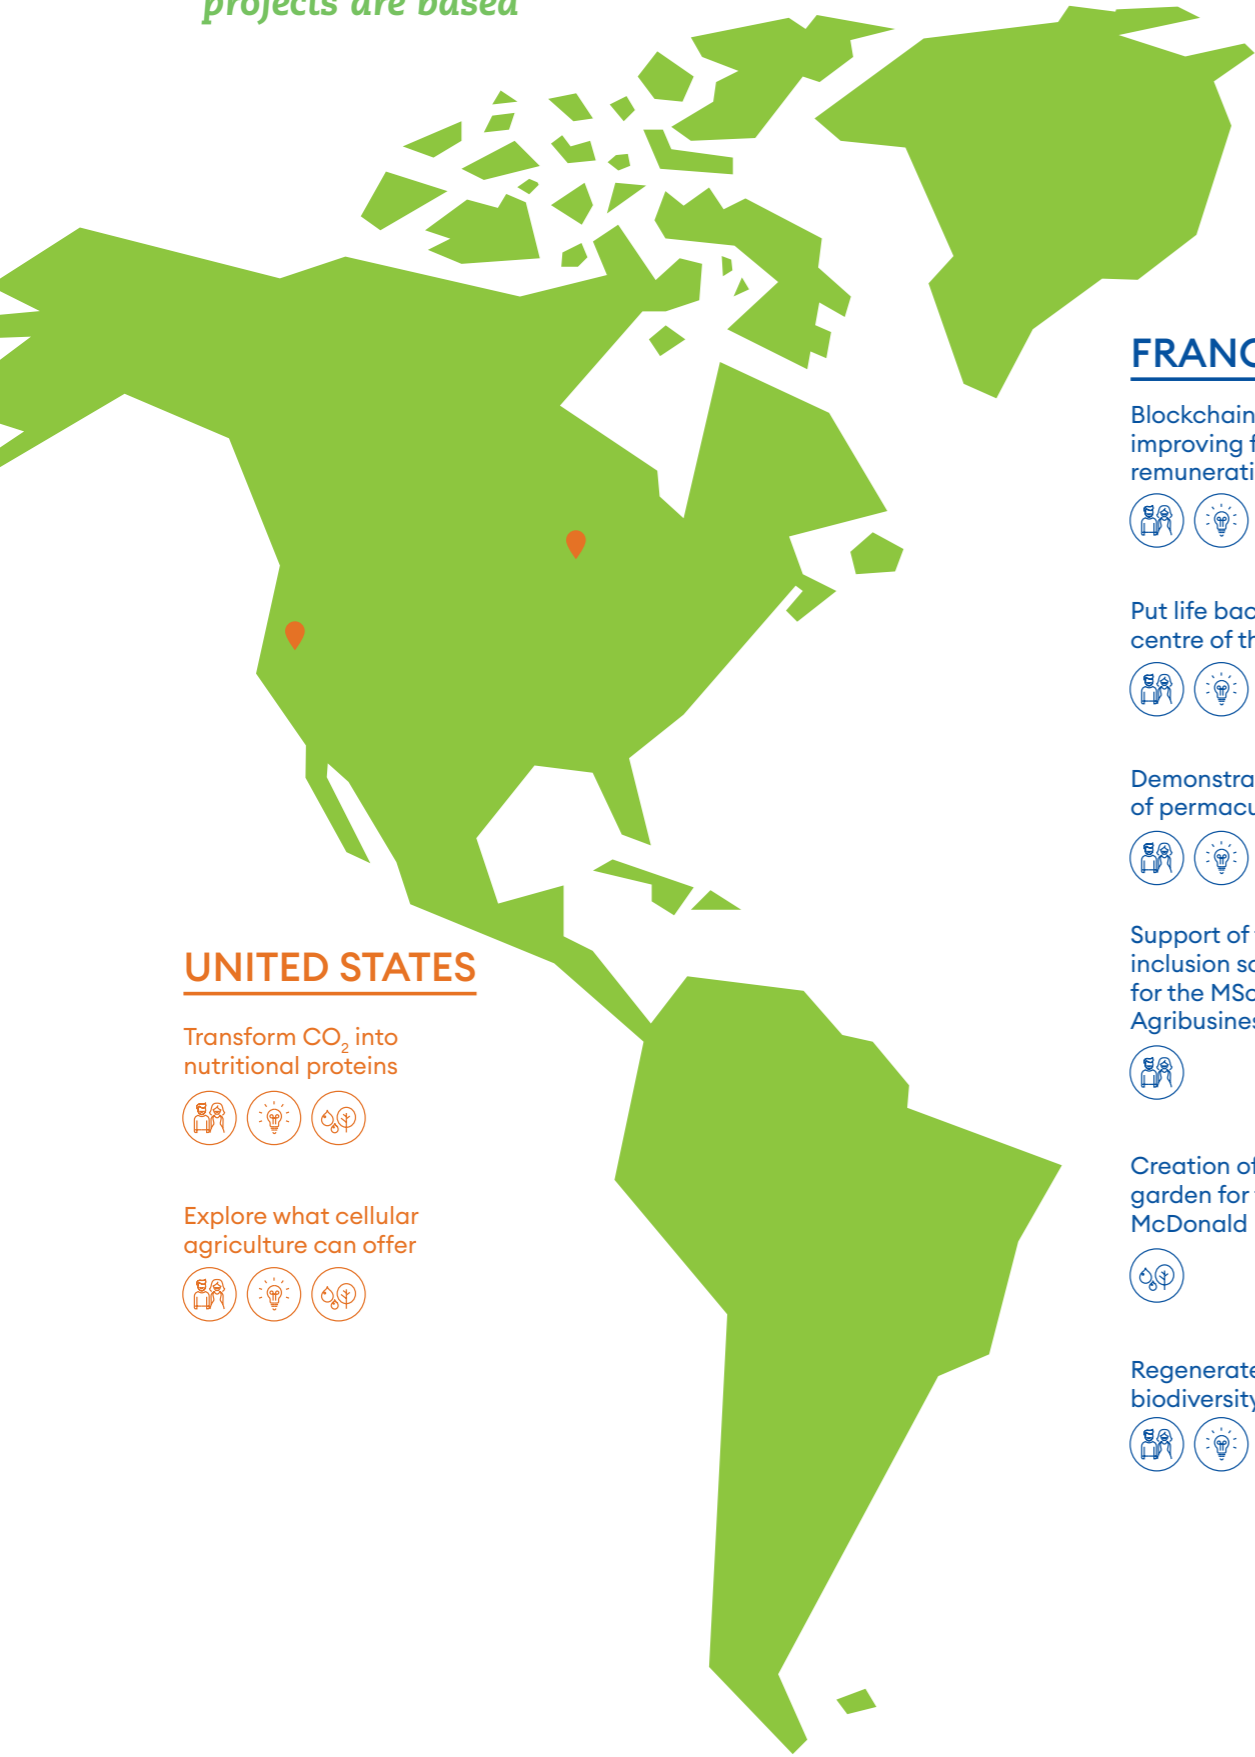 projects are based
FRANC
Blockchain
improving f
remunerati
Put life bac
centre of th
Demonstra
of permacu
Support of
inclusion sc
for the MSc
Agribusines
Creation of
garden for
McDonald
Regenerate
biodiversity
UNITED STATES
Transform CO₂ into
nutritional proteins
Explore what cellular
agriculture can offer